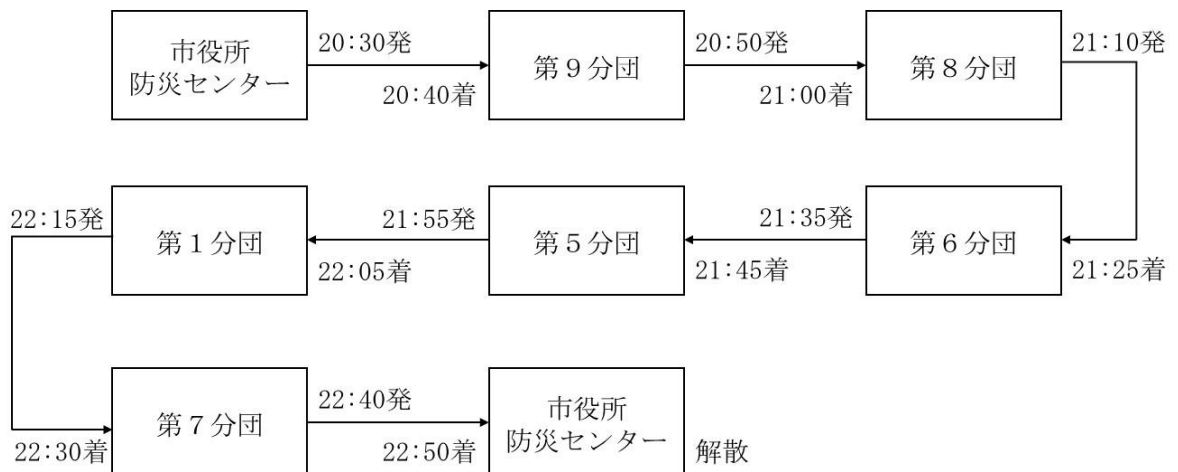 市役所
防災センター
20:30発
20:40着
第９分団
20:50発
21:00着
第８分団
21:10発
21:25着
第６分団
21:35発
21:45着
第５分団
21:55発
22:05着
第１分団
22:15発
22:30着
第７分団
22:40発
22:50着
市役所
防災センター
解散